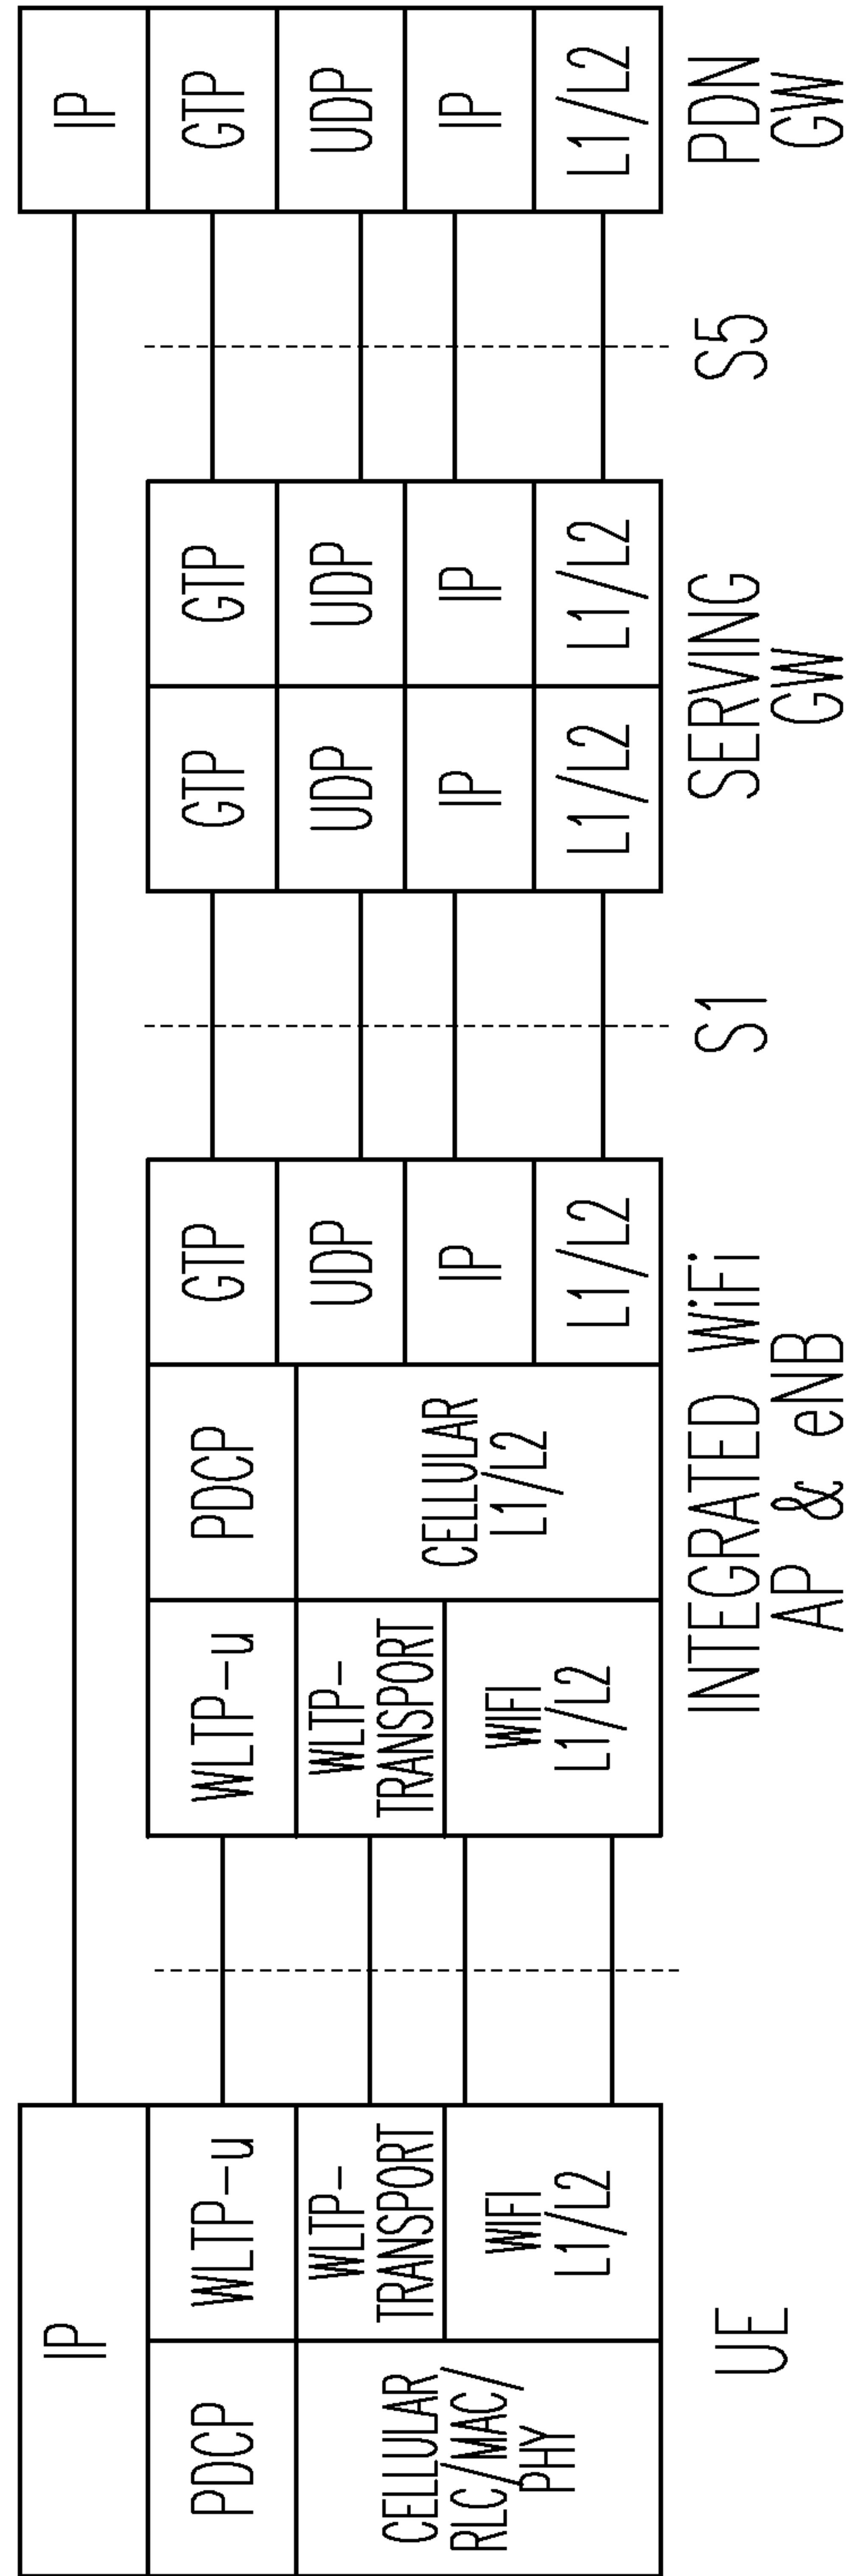 IP
PDCP
WLTP-u
CELLULAR
RLC/MAC/
PHY
WLTP-
TRANSPORT
WIFI
L1/L2
UE
WLTP-u
WLTP-
TRANSPORT
WIFI
L1/L2
PDCP
CELLULAR
L1/L2
GTP
UDP
IP
L1/L2
INTEGRATED WiFi
AP & eNB
S1
GTP
UDP
IP
L1/L2
GTP
UDP
IP
L1/L2
SERVING
GW
S5
IP
GTP
UDP
IP
L1/L2
PDN
GW